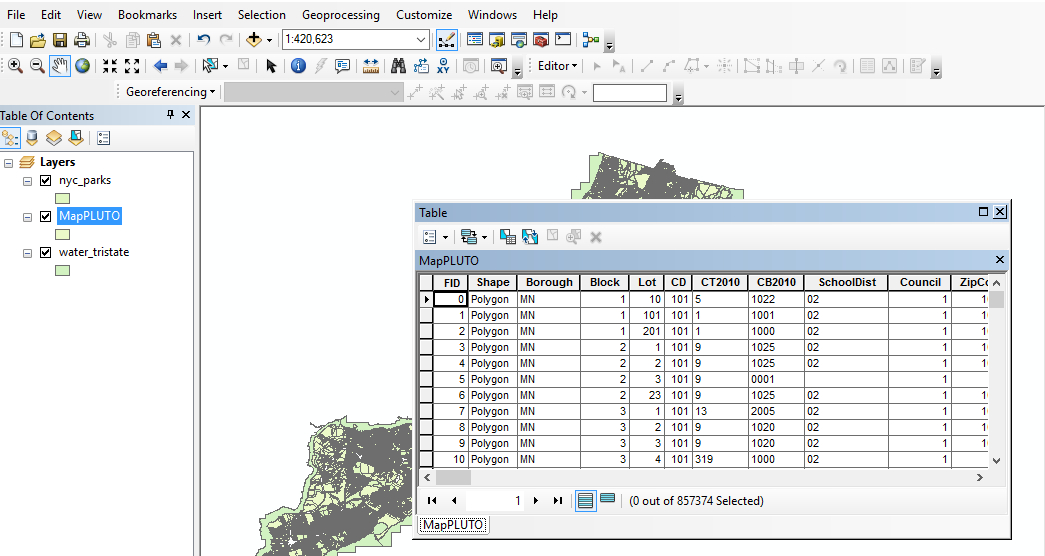 File Edit View Bookmarks Insert Selection Geoprocessing Customize Windows Help
1:420,623
Editor
Georeferencing
Table Of Contents
Layers
nyc_parks
MapPLUTO
water_tristate
Table
MapPLUTO
FID Shape Borough Block Lot CD CT2010 CB2010 SchoolDist Council ZipCo
0 Polygon MN 1 10 101 5 1022 02 1 1
1 Polygon MN 1 101 101 1 1001 02 1 1
2 Polygon MN 1 201 101 1 1000 02 1 1
3 Polygon MN 2 1 101 9 1025 02 1 1
4 Polygon MN 2 2 101 9 1025 02 1 1
5 Polygon MN 2 3 101 9 0001 1
6 Polygon MN 2 23 101 9 1025 02 1 1
7 Polygon MN 3 1 101 13 2005 02 1 1
8 Polygon MN 3 2 101 9 1020 02 1 1
9 Polygon MN 3 3 101 9 1020 02 1 1
10 Polygon MN 3 4 101 319 1000 02 1
1 (0 out of 857374 Selected)
MapPLUTO